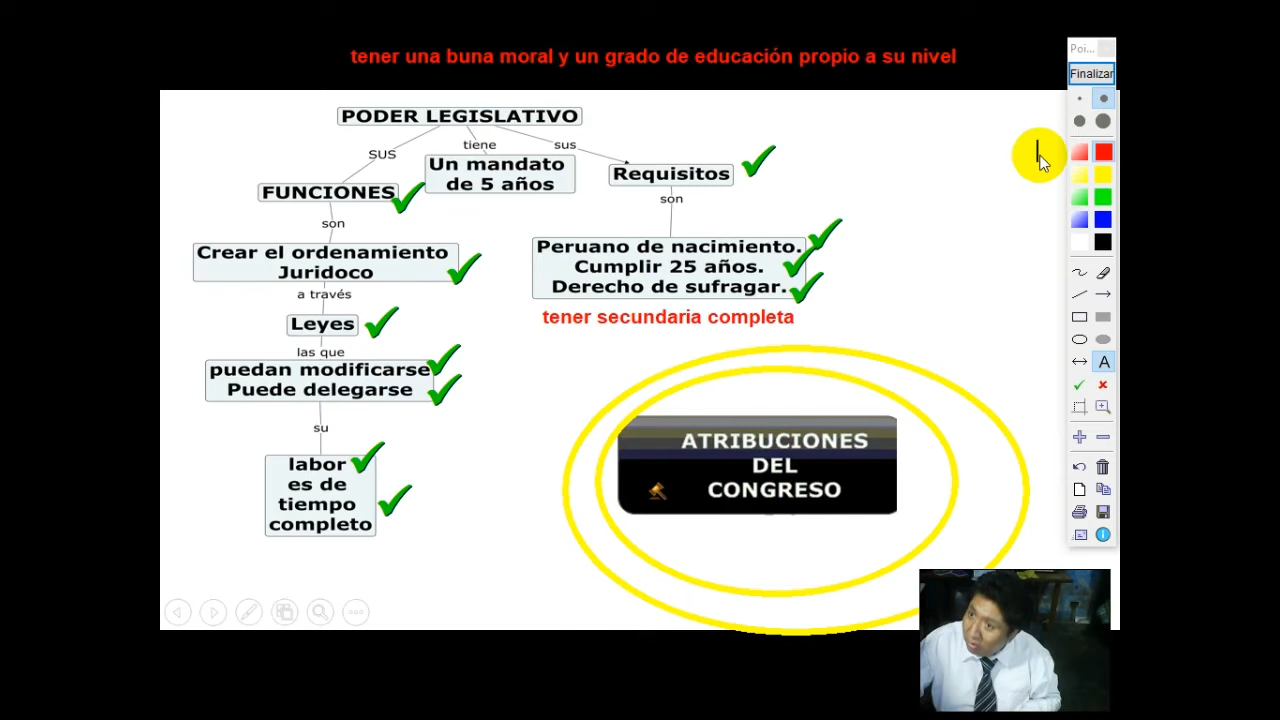 tener una buna moral y un grado de educación propio a su nivel
Poi...
Finalizar
PODER LEGISLATIVO
SUS
tiene
sus
Un mandato
de 5 años
Requisitos
FUNCIONES
son
son
Crear el ordenamiento
Juridoco
Peruano de nacimiento.
Cumplir 25 años.
Derecho de sufragar.
a través
tener secundaria completa
Leyes
las que
puedan modificarse
Puede delegarse
su
labor
es de
tiempo
completo
ATRIBUCIONES
DEL
CONGRESO
A